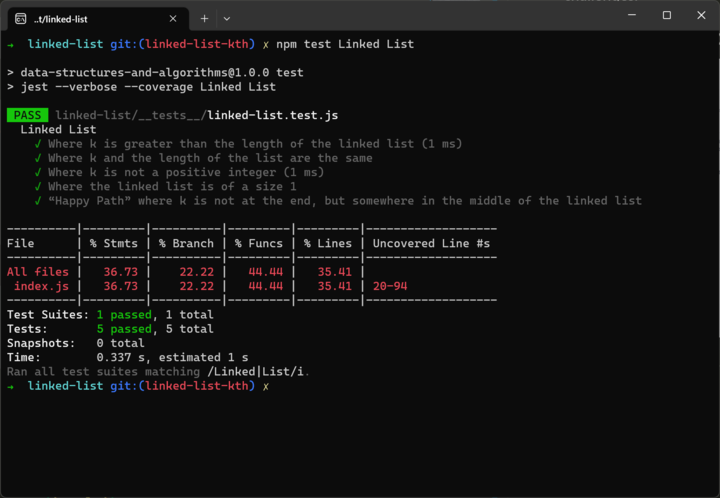 ..t/linked-list
→ linked-list git:(linked-list-kth) ✗ npm test Linked List
> data-structures-and-algorithms@1.0.0 test
> jest --verbose --coverage Linked List
PASS linked-list/__tests__/linked-list.test.js
Linked List
✓ Where k is greater than the length of the linked list (1 ms)
✓ Where k and the length of the list are the same
✓ Where k is not a positive integer (1 ms)
✓ Where the linked list is of a size 1
✓ “Happy Path” where k is not at the end, but somewhere in the middle of the linked list
----------|---------|----------|---------|---------|-------------------
File      | % Stmts | % Branch | % Funcs | % Lines | Uncovered Line #s
----------|---------|----------|---------|---------|-------------------
All files |   36.73 |    22.22 |   44.44 |   35.41 |
 index.js |   36.73 |    22.22 |   44.44 |   35.41 | 20-94
----------|---------|----------|---------|---------|-------------------
Test Suites: 1 passed, 1 total
Tests:       5 passed, 5 total
Snapshots:   0 total
Time:        0.337 s, estimated 1 s
Ran all test suites matching /Linked|List/i.
→ linked-list git:(linked-list-kth) ✗